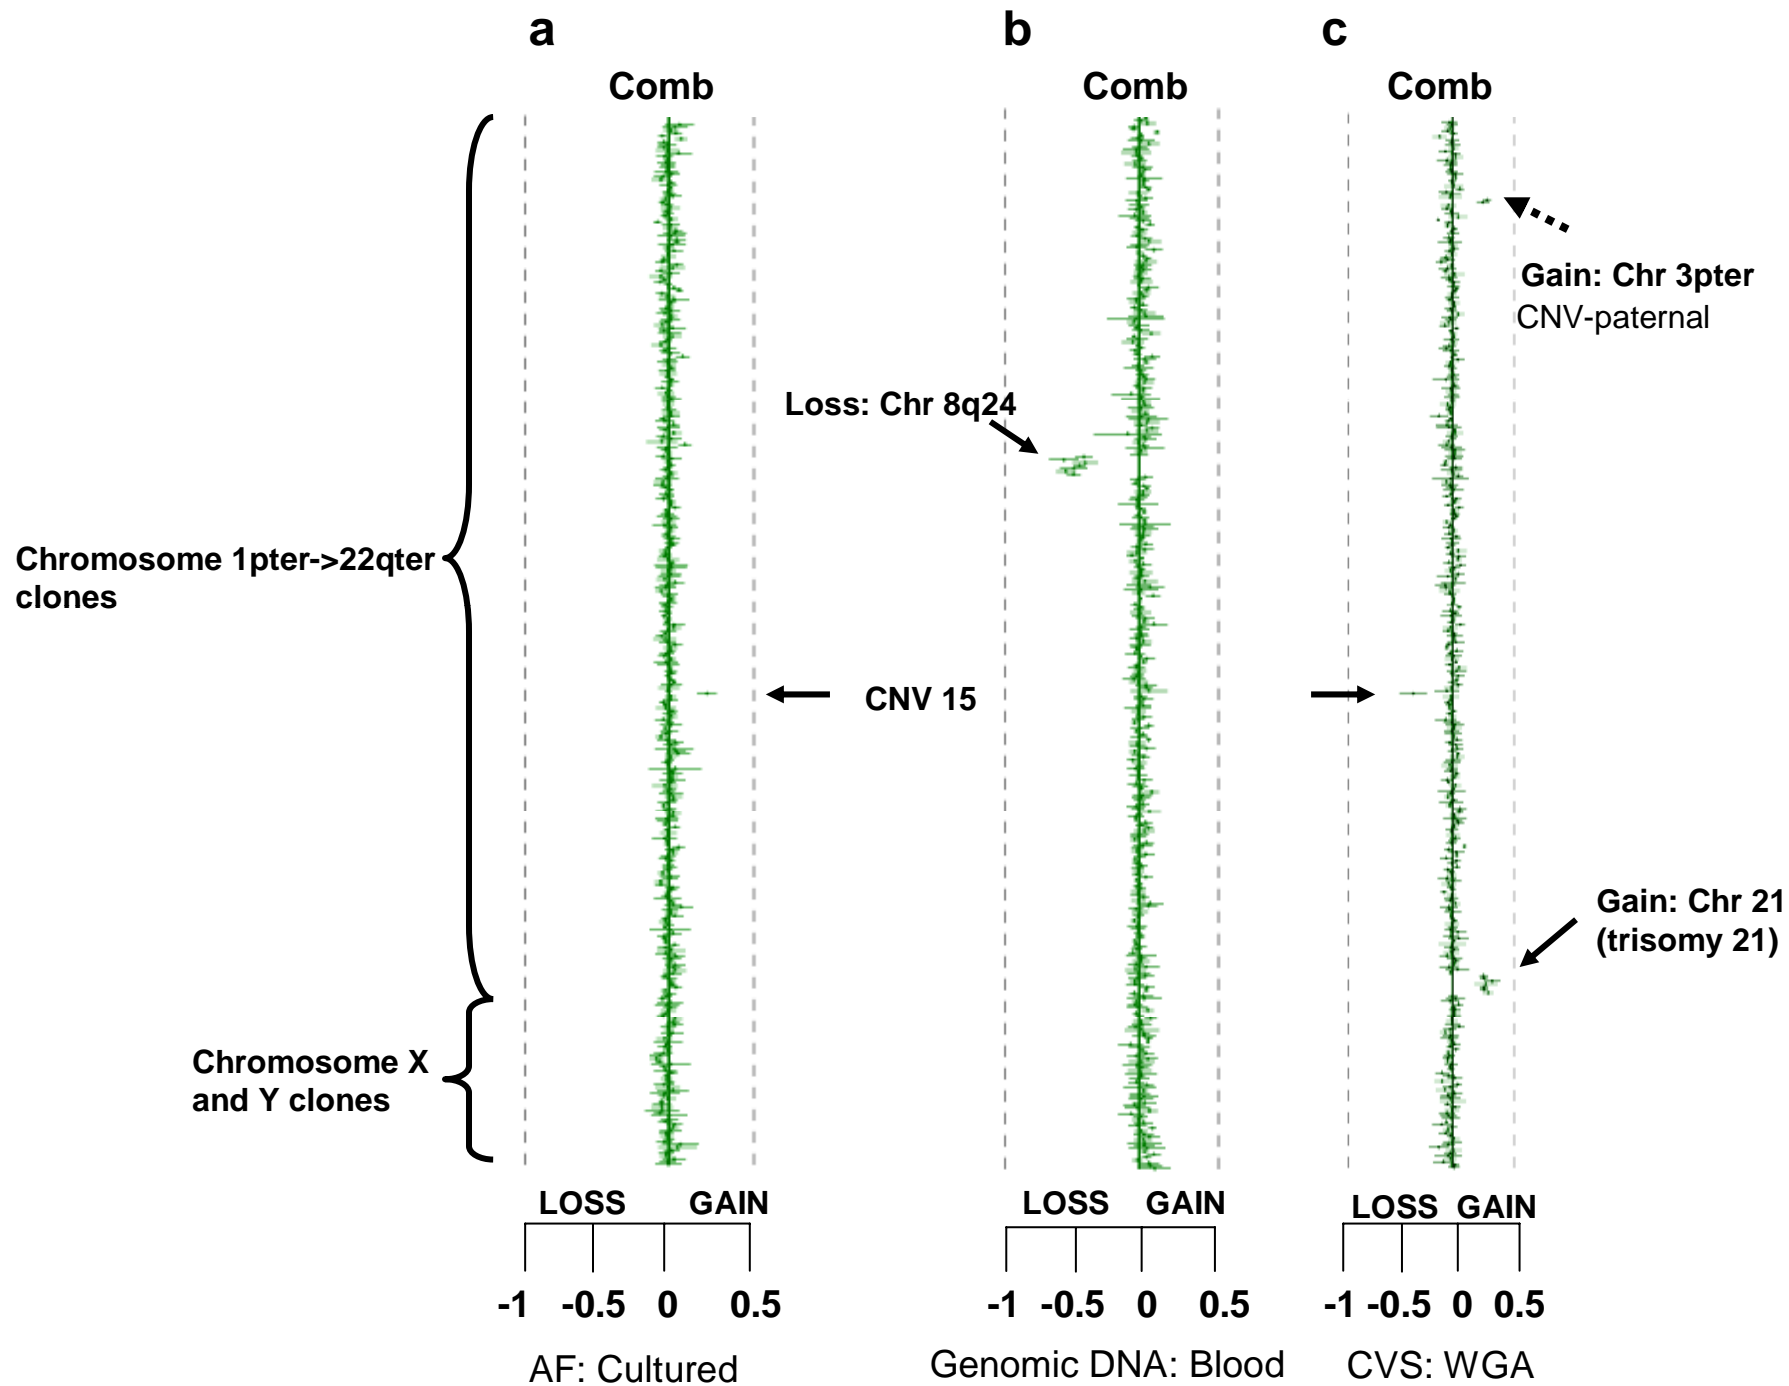 a
b
c
Comb
Comb
Comb
Gain: Chr 3pter
CNV-paternal
Loss: Chr 8q24
Chromosome 1pter->22qter
clones
CNV 15
Gain: Chr 21
(trisomy 21)
Chromosome X
and Y clones
LOSS GAIN
LOSS GAIN
LOSS GAIN
-1 -0.5 0 0.5
-1 -0.5 0 0.5
-1 -0.5 0 0.5
AF: Cultured
Genomic DNA: Blood
CVS: WGA